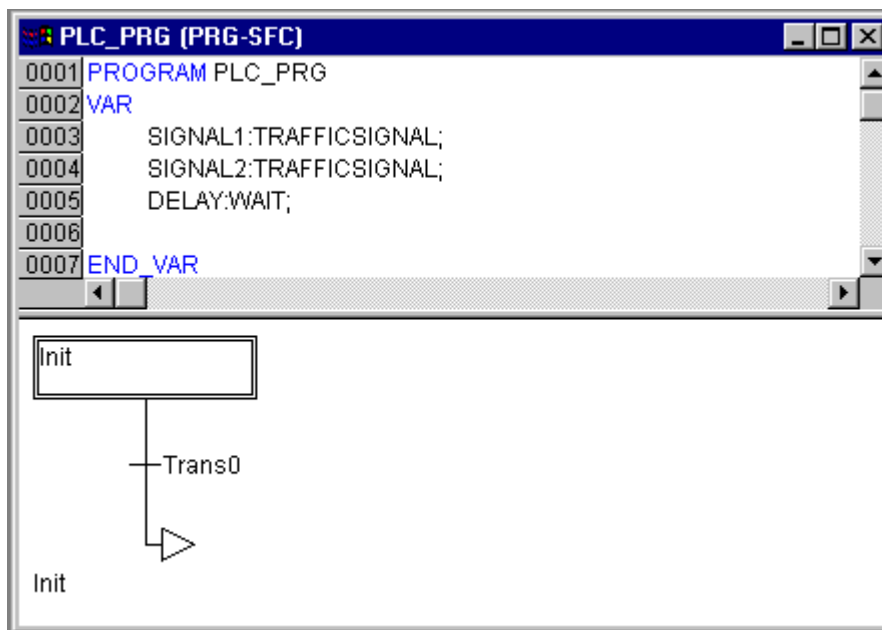 PLC_PRG (PRG-SFC)
0001 PROGRAM PLC_PRG
0002 VAR
0003 SIGNAL1:TRAFFICSIGNAL;
0004 SIGNAL2:TRAFFICSIGNAL;
0005 DELAY:WAIT;
0006
0007 END_VAR
Init
Trans0
Init